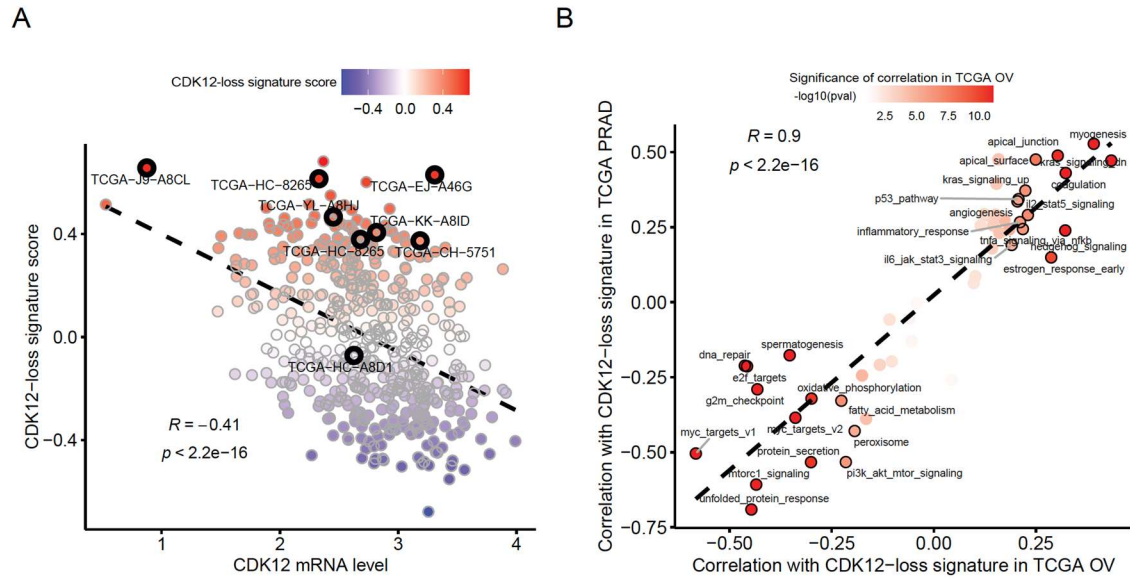 A
CDK12-loss signature score
−0.4 0.0 0.4
CDK12−loss signature score
0.4
0.0
−0.4
TCGA-J9-A8CL
TCGA-HC-8265
TCGA-EJ-A46G
TCGA-YL-A8HJ
TCGA-KK-A8ID
TCGA-HC-8265
TCGA-CH-5751
TCGA-HC-A8D1
R = −0.41
p < 2.2e−16
1 2 3 4
CDK12 mRNA level
B
Significance of correlation in TCGA OV
-log10(pval)
2.5 5.0 7.5 10.0
Correlation with CDK12−loss signature in TCGA PRAD
0.50
0.25
0.00
−0.25
−0.50
−0.75
R = 0.9
p < 2.2e−16
myogenesis
apical_junction
apical_surface
kras_signaling_dn
kras_signaling_up
coagulation
p53_pathway
il2_stat5_signaling
angiogenesis
inflammatory_response
tnfa_signaling_via_nfkb
hedgehog_signaling
il6_jak_stat3_signaling
estrogen_response_early
spermatogenesis
dna_repair
e2f_targets
oxidative_phosphorylation
g2m_checkpoint
fatty_acid_metabolism
myc_targets_v1
myc_targets_v2
peroxisome
protein_secretion
mtorc1_signaling
pi3k_akt_mtor_signaling
unfolded_protein_response
−0.50 −0.25 0.00 0.25
Correlation with CDK12−loss signature in TCGA OV